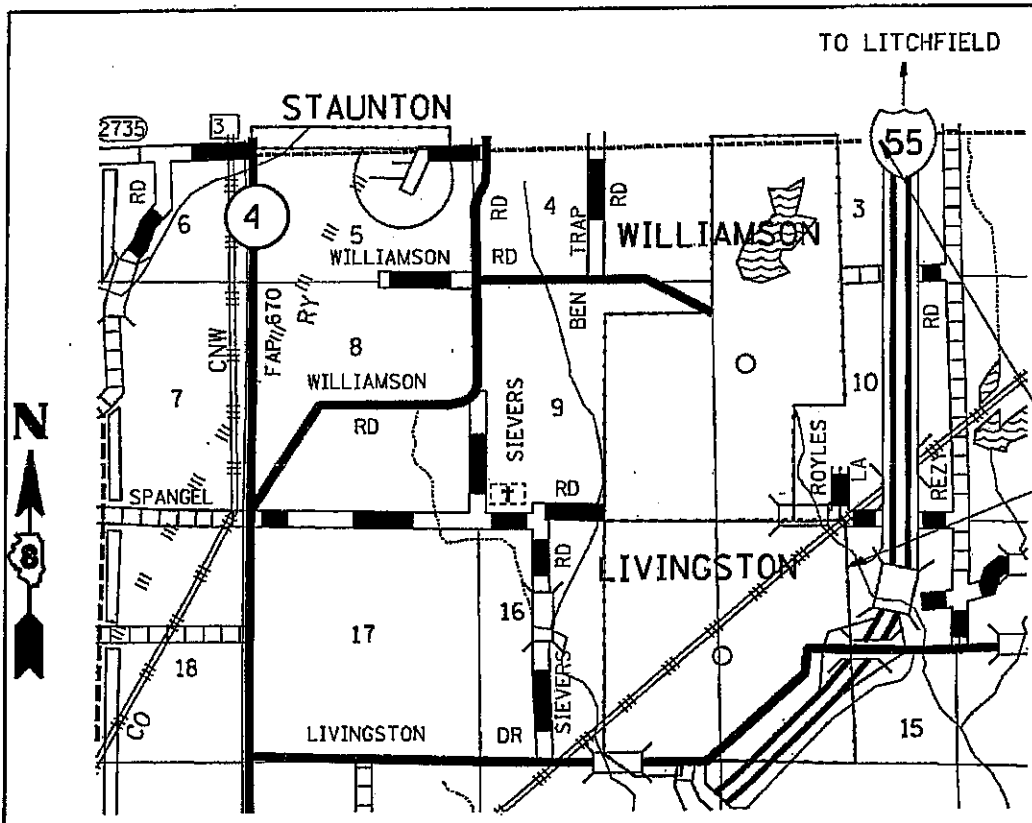 TO LITCHFIELD
STAUNTON
2735
3
55
RD
6
4
5
WILLIAMSON
RD
RD
4
TRAP
RD
WILLIAMSON
3
CNW
FAP 670
RY
8
WILLIAMSON
RD
BEN
7
SIEVERS
9
10
RD
N
ROYLES
LA
REZ
SPANGEL
RD
8
RD
LIVINGSTON
17
16
18
SIEVERS
CO
LIVINGSTON
DR
15